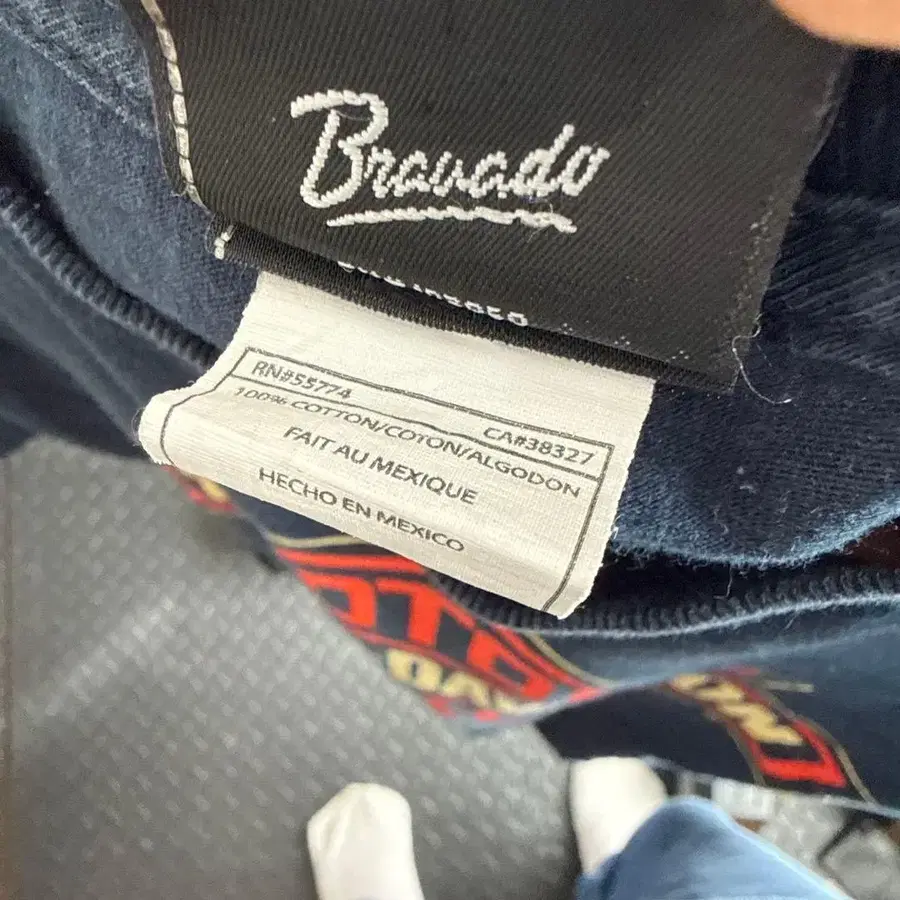 Bravado
RN#55774
CA#38327
100% COTTON/COTON/ALGODON
FAIT AU MEXIQUE
HECHO EN MEXICO